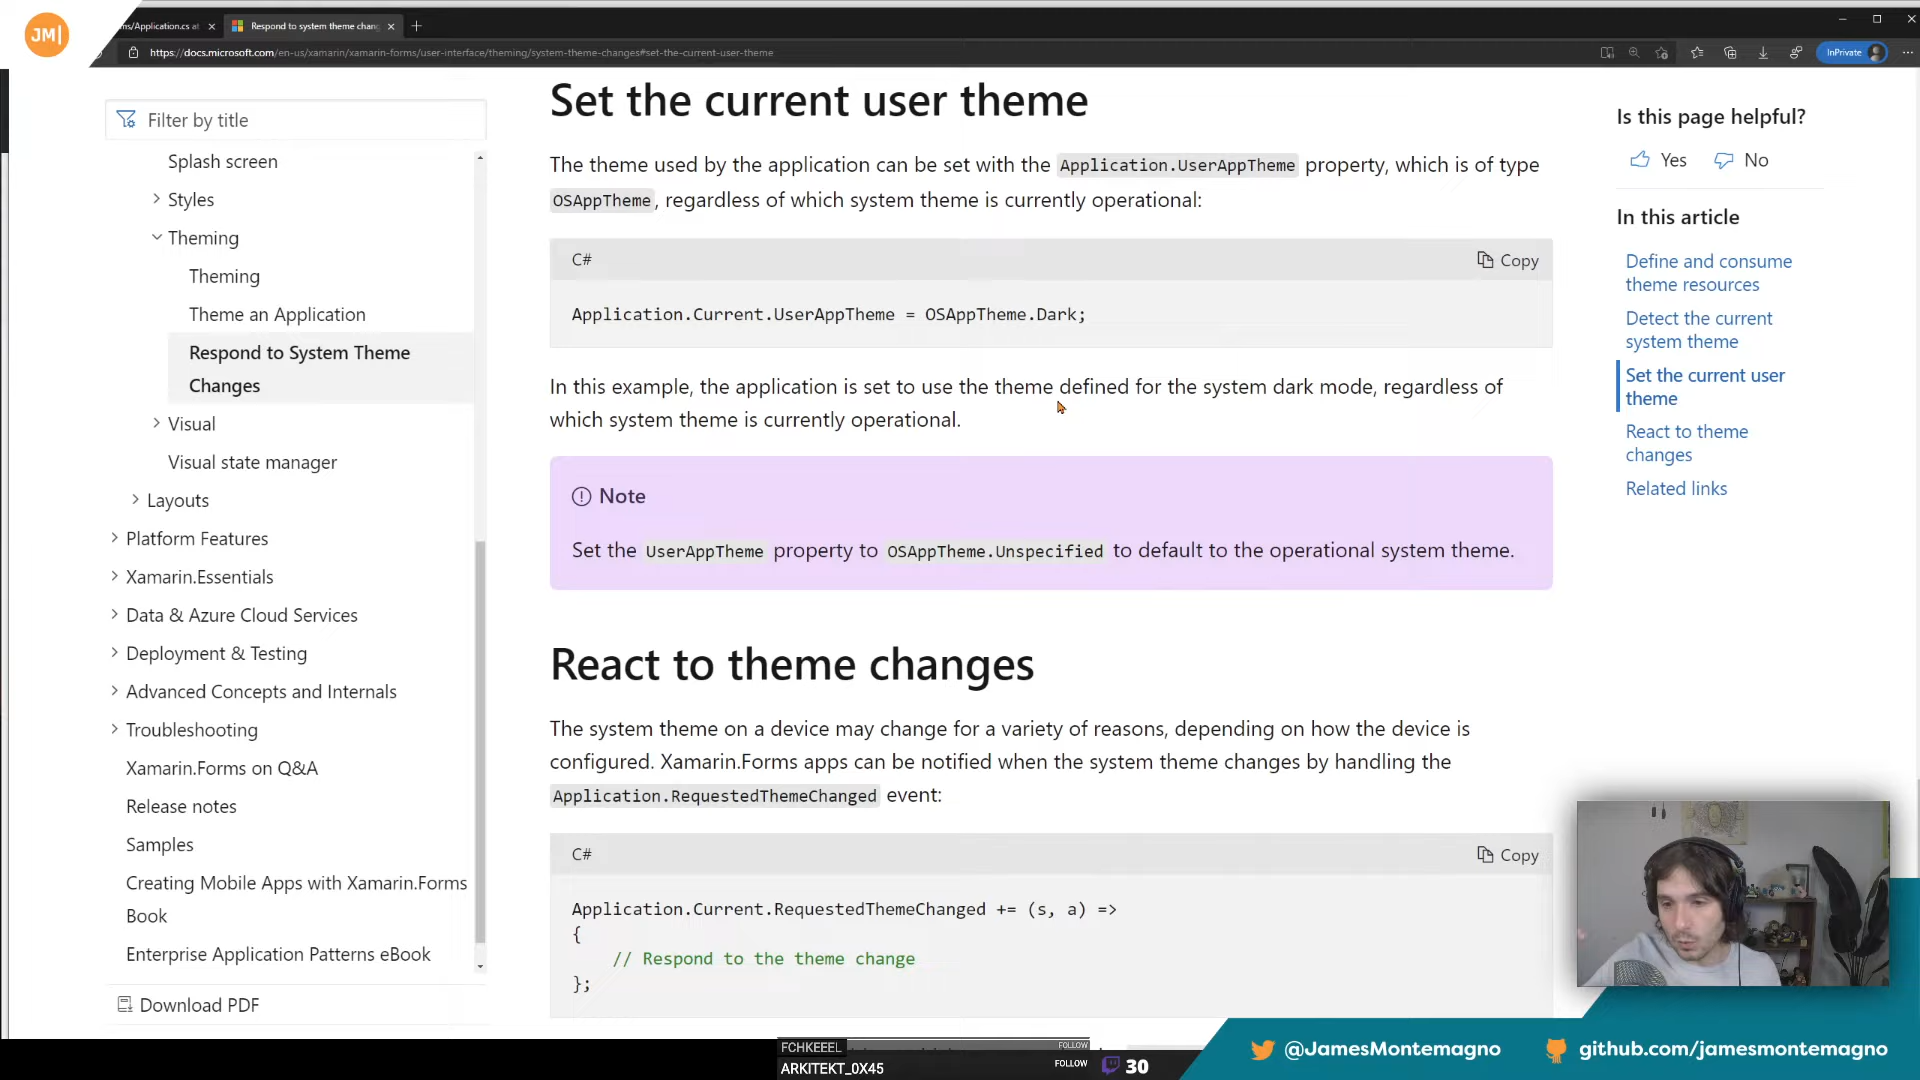 JM|
ms/Application.cs at
Respond to system theme chang
https://docs.microsoft.com/en-us/xamarin/xamarin-forms/user-interface/theming/system-theme-changes#set-the-current-user-theme
InPrivate
Filter by title
Splash screen
Styles
Theming
Theming
Theme an Application
Respond to System Theme
Changes
Visual
Visual state manager
Layouts
Platform Features
Xamarin.Essentials
Data & Azure Cloud Services
Deployment & Testing
Advanced Concepts and Internals
Troubleshooting
Xamarin.Forms on Q&A
Release notes
Samples
Creating Mobile Apps with Xamarin.Forms
Book
Enterprise Application Patterns eBook
Download PDF
Set the current user theme
The theme used by the application can be set with the Application.UserAppTheme property, which is of type
OSAppTheme, regardless of which system theme is currently operational:
C#
Copy
Application.Current.UserAppTheme = OSAppTheme.Dark;
In this example, the application is set to use the theme defined for the system dark mode, regardless of
which system theme is currently operational.
Note
Set the UserAppTheme property to OSAppTheme.Unspecified to default to the operational system theme.
React to theme changes
The system theme on a device may change for a variety of reasons, depending on how the device is
configured. Xamarin.Forms apps can be notified when the system theme changes by handling the
Application.RequestedThemeChanged event:
C#
Copy
Application.Current.RequestedThemeChanged += (s, a) =>
{
// Respond to the theme change
};
Is this page helpful?
Yes
No
In this article
Define and consume
theme resources
Detect the current
system theme
Set the current user
theme
React to theme
changes
Related links
FCHKEEEL
FOLLOW
ARKITEKT_0X45
FOLLOW
30
@JamesMontemagno
github.com/jamesmontemagno